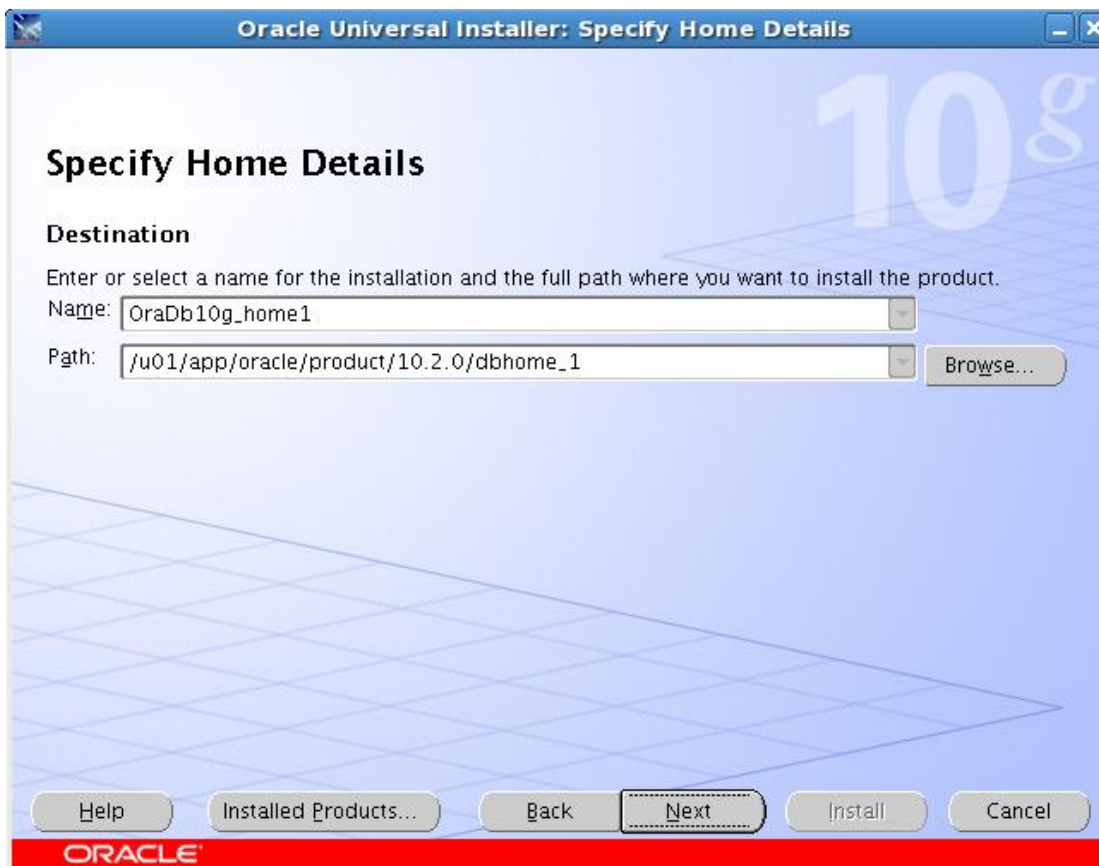 Oracle Universal Installer: Specify Home Details
10g
Specify Home Details
Destination
Enter or select a name for the installation and the full path where you want to install the product.
Name: OraDb10g_home1
Path: /u01/app/oracle/product/10.2.0/dbhome_1 Browse...
Help Installed Products... Back Next Install Cancel
ORACLE